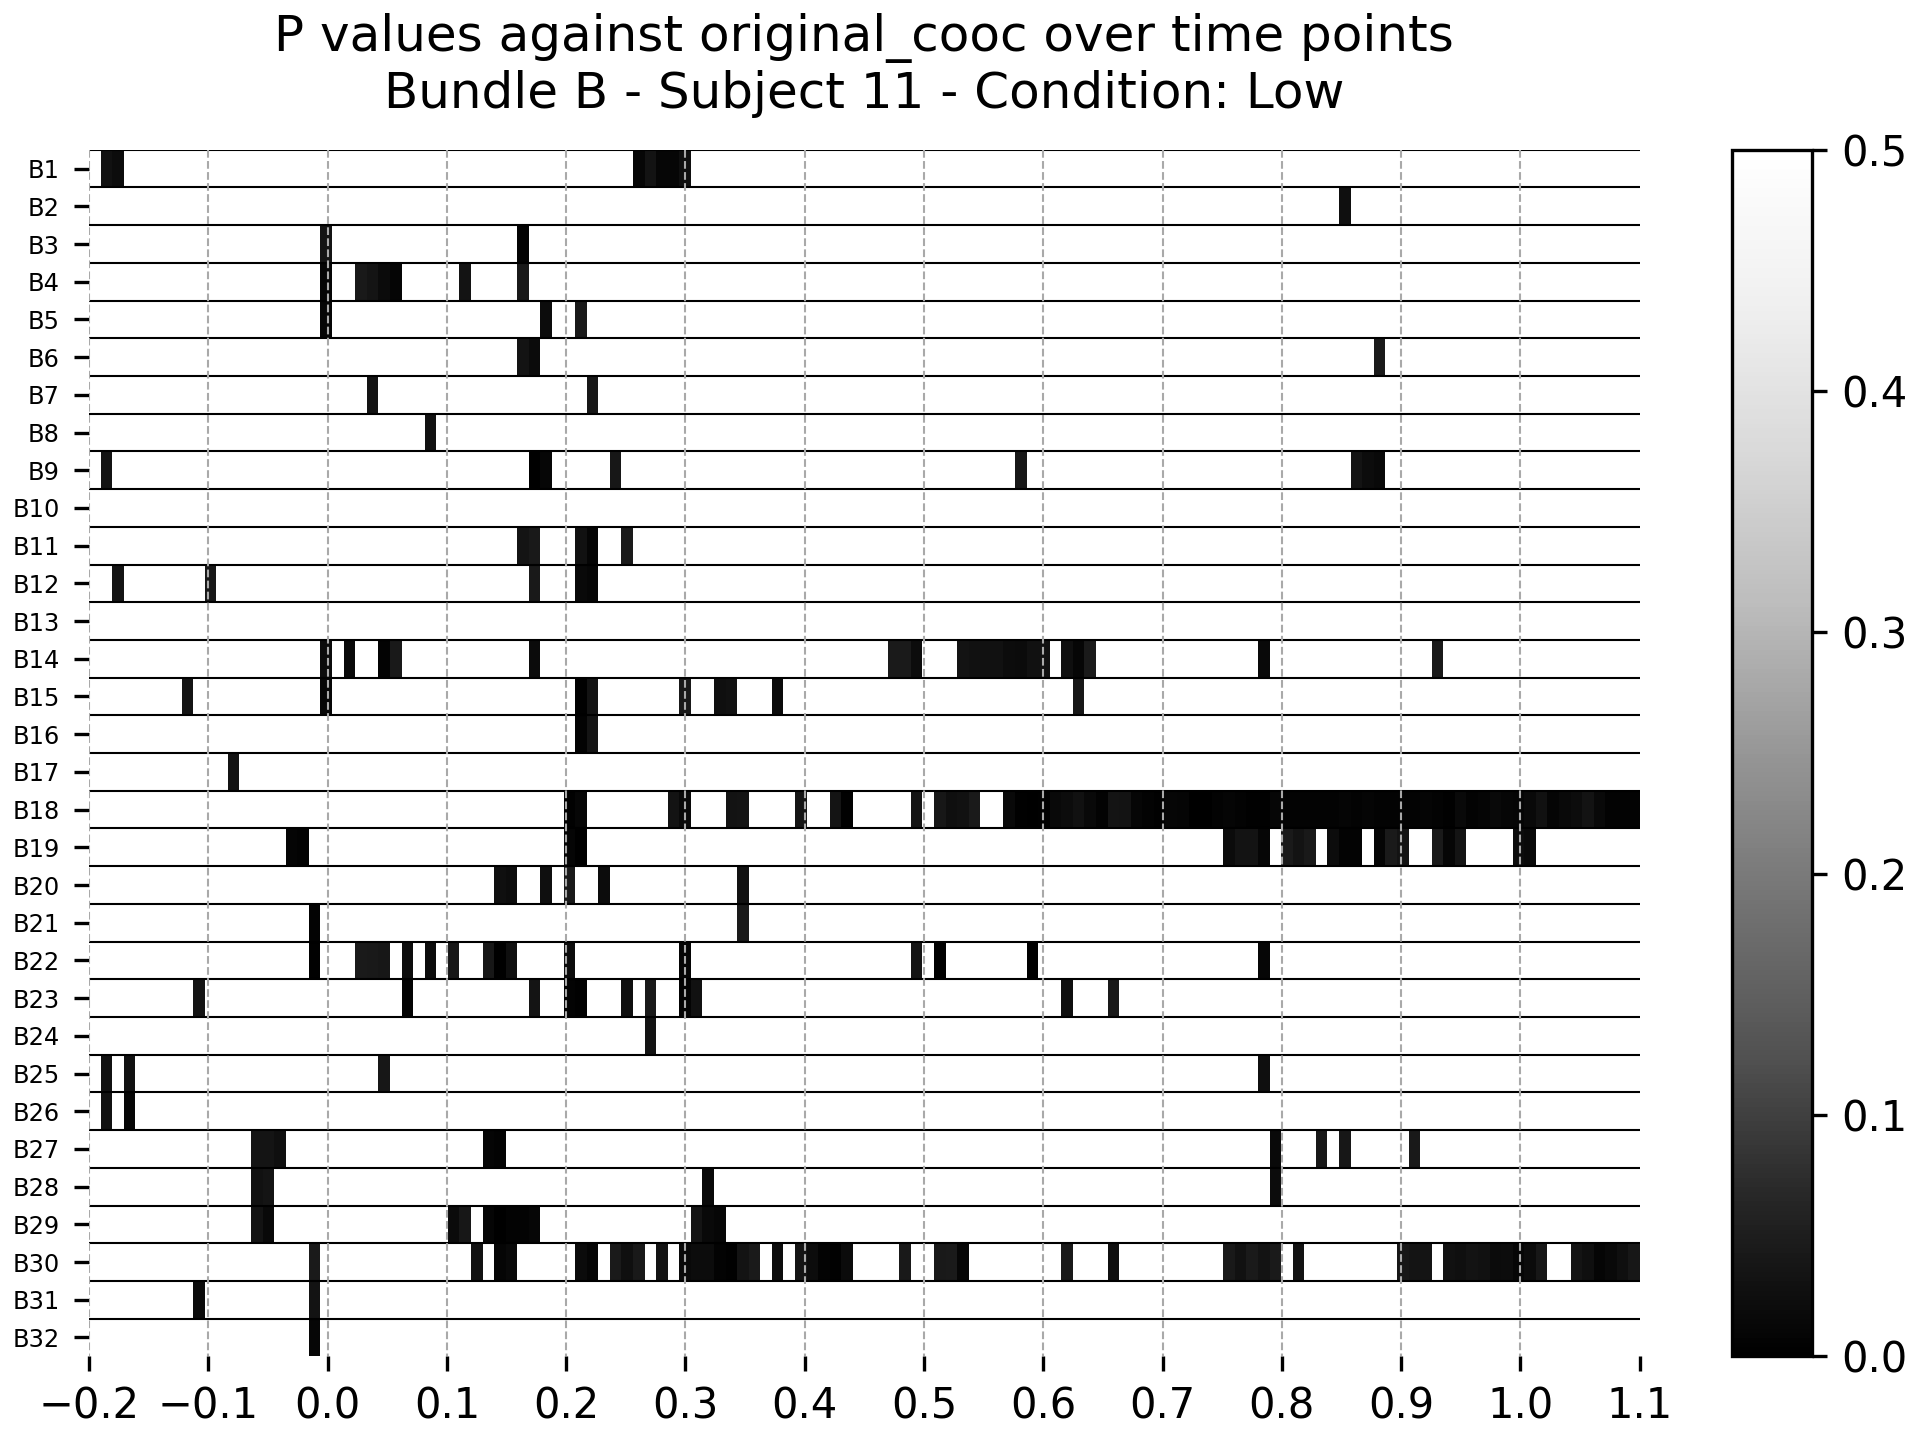 P values against original_cooc over time points
Bundle B - Subject 11 - Condition: Low
B1
B2
B3
B4
B5
B6
B7
B8
B9
B10
B11
B12
B13
B14
B15
B16
B17
B18
B19
B20
B21
B22
B23
B24
B25
B26
B27
B28
B29
B30
B31
B32
−0.2 −0.1 0.0 0.1 0.2 0.3 0.4 0.5 0.6 0.7 0.8 0.9 1.0 1.1
0.5
0.4
0.3
0.2
0.1
0.0